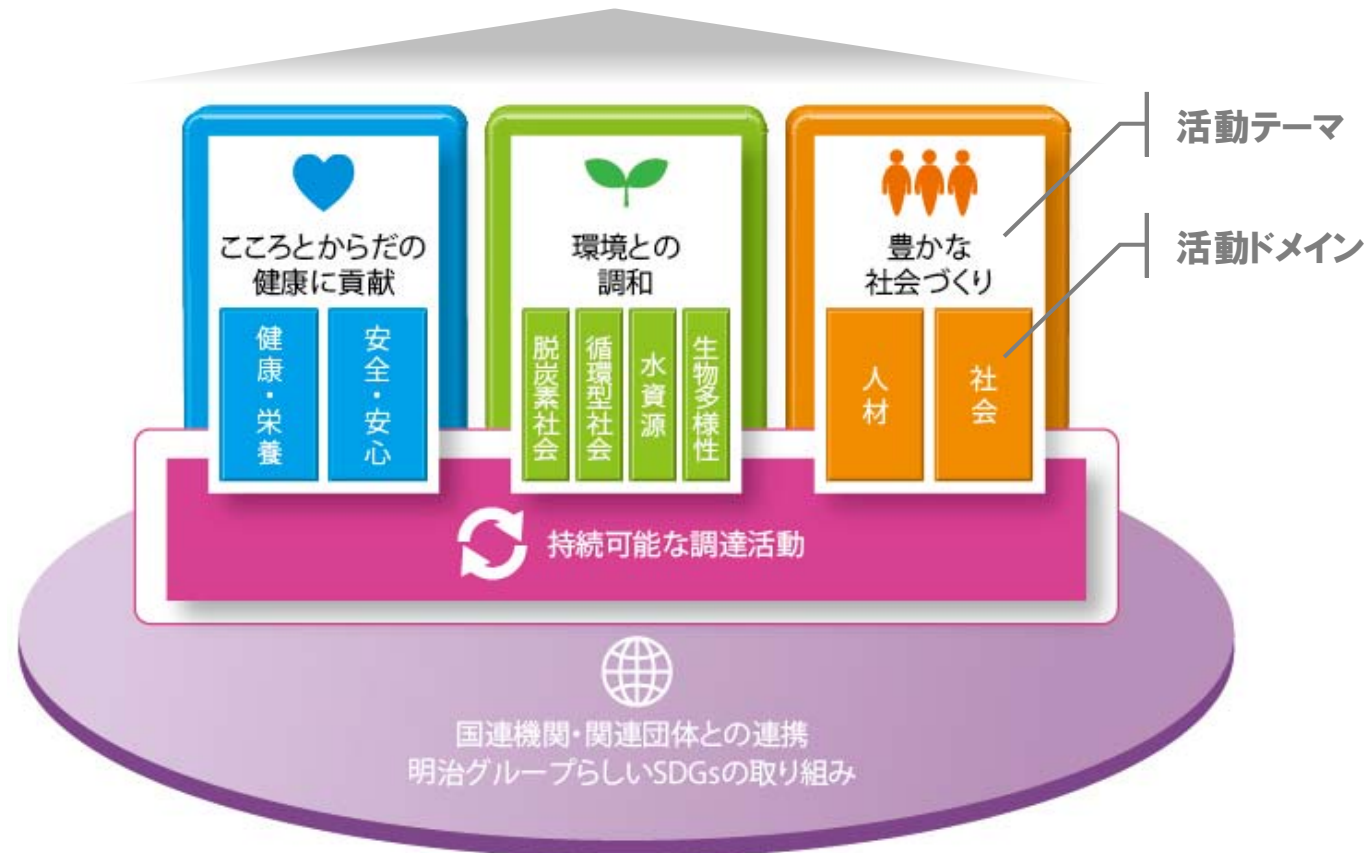 活動テーマ
活動ドメイン
こころとからだの
健康に貢献
健康・栄養
安全・安心
環境との
調和
脱炭素社会
循環型社会
水資源
生物多様性
豊かな
社会づくり
人材
社会
持続可能な調達活動
国連機関・関連団体との連携
明治グループらしいSDGsの取り組み